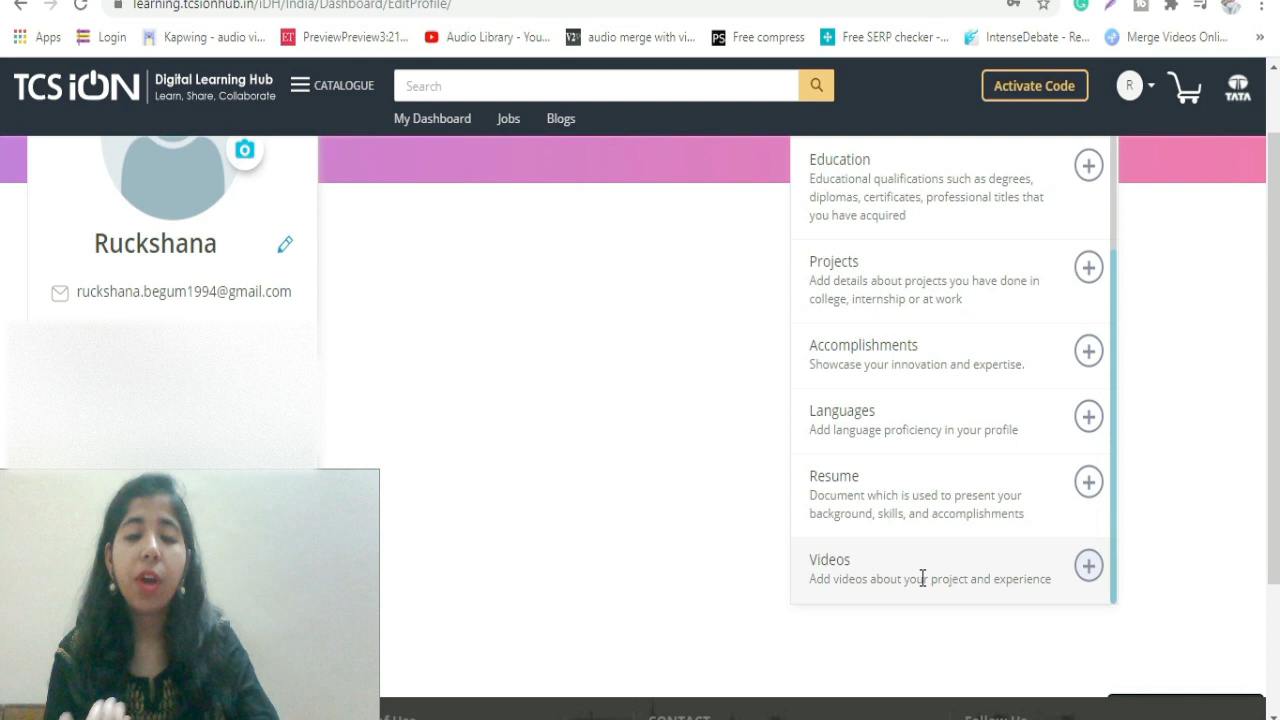 learning.tcsionhub.in/iDH/India/Dashboard/EditProfile/
Apps
Login
Kapwing - audio vi...
ET
PreviewPreview3:21...
Audio Library - You...
audio merge with vi...
PS
Free compress
Free SERP checker -...
IntenseDebate - Re...
Merge Videos Onli...
»
TCS iON
Digital Learning Hub
Learn, Share, Collaborate
CATALOGUE
Search
Activate Code
R
TATA
My Dashboard
Jobs
Blogs
Ruckshana
ruckshana.begum1994@gmail.com
Education
Educational qualifications such as degrees,
diplomas, certificates, professional titles that
you have acquired
Projects
Add details about projects you have done in
college, internship or at work
Accomplishments
Showcase your innovation and expertise.
Languages
Add language proficiency in your profile
Resume
Document which is used to present your
background, skills, and accomplishments
Videos
Add videos about your project and experience
of Use
CONTACT
Follow Us